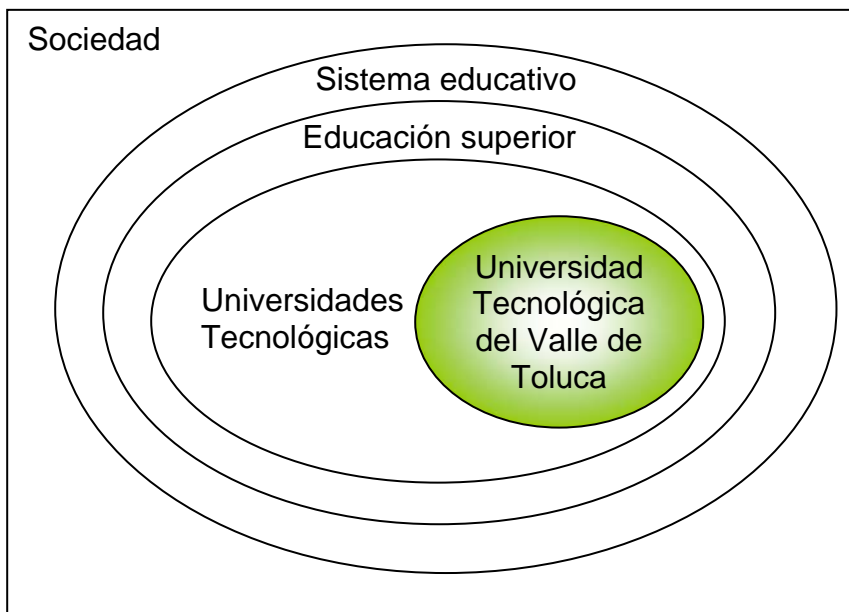 Sociedad
Sistema educativo
Educación superior
Universidades
Tecnológicas
Universidad
Tecnológica
del Valle de
Toluca